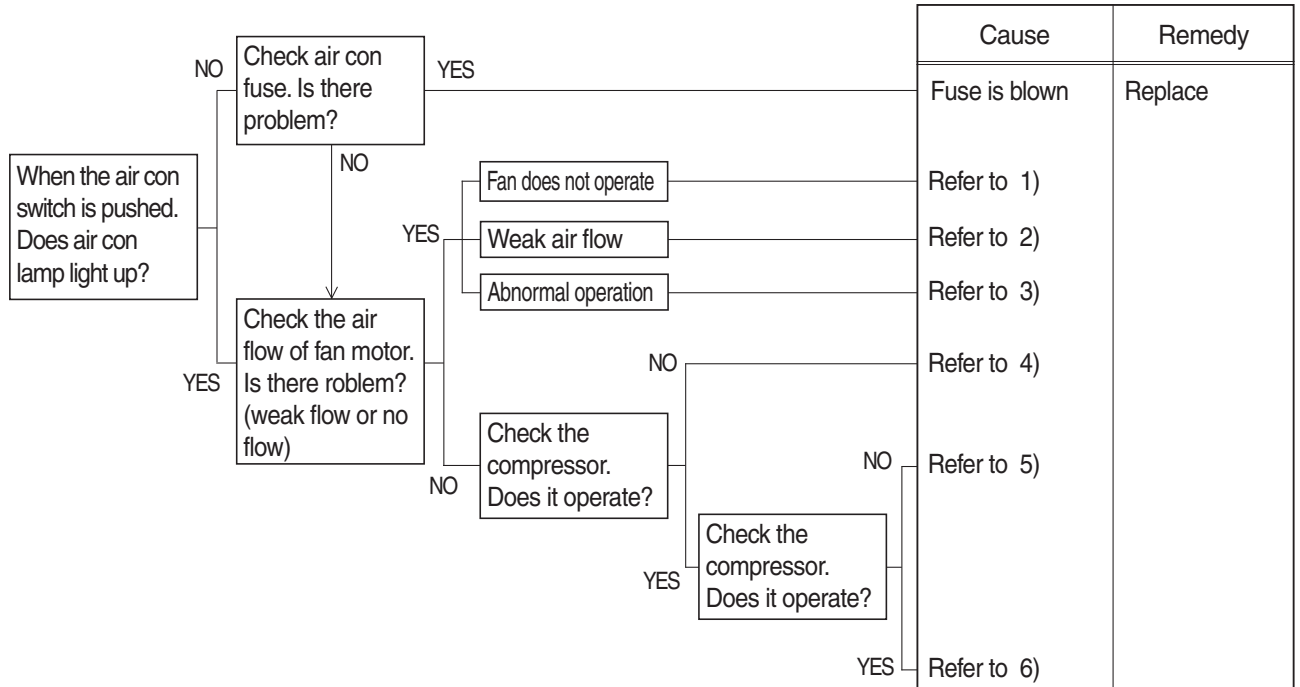 Cause Remedy
NO
Check air con
fuse. Is there
problem?
YES
Fuse is blown Replace
NO
When the air con
switch is pushed.
Does air con
lamp light up?
YES
Fan does not operate
Refer to 1)
Weak air flow
Refer to 2)
Abnormal operation
Refer to 3)
YES
Check the air
flow of fan motor.
Is there roblem?
(weak flow or no
flow)
NO
Refer to 4)
NO
Check the
compressor.
Does it operate?
NO
Refer to 5)
YES
Check the
compressor.
Does it operate?
YES
Refer to 6)